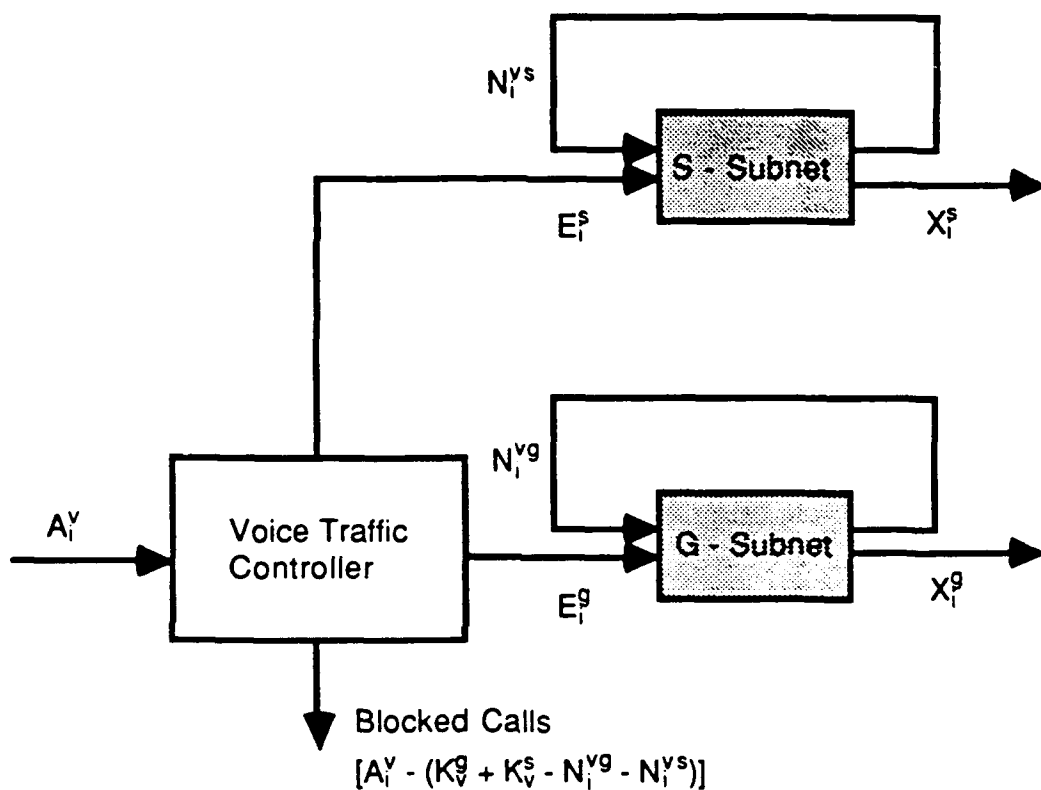 N_i^{vs}
S - Subnet
E_i^s
X_i^s
N_i^{vg}
A_i^v
Voice Traffic
Controller
G - Subnet
E_i^g
X_i^g
Blocked Calls
[A_i^v - (K_v^g + K_v^s - N_i^{vg} - N_i^{vs})]